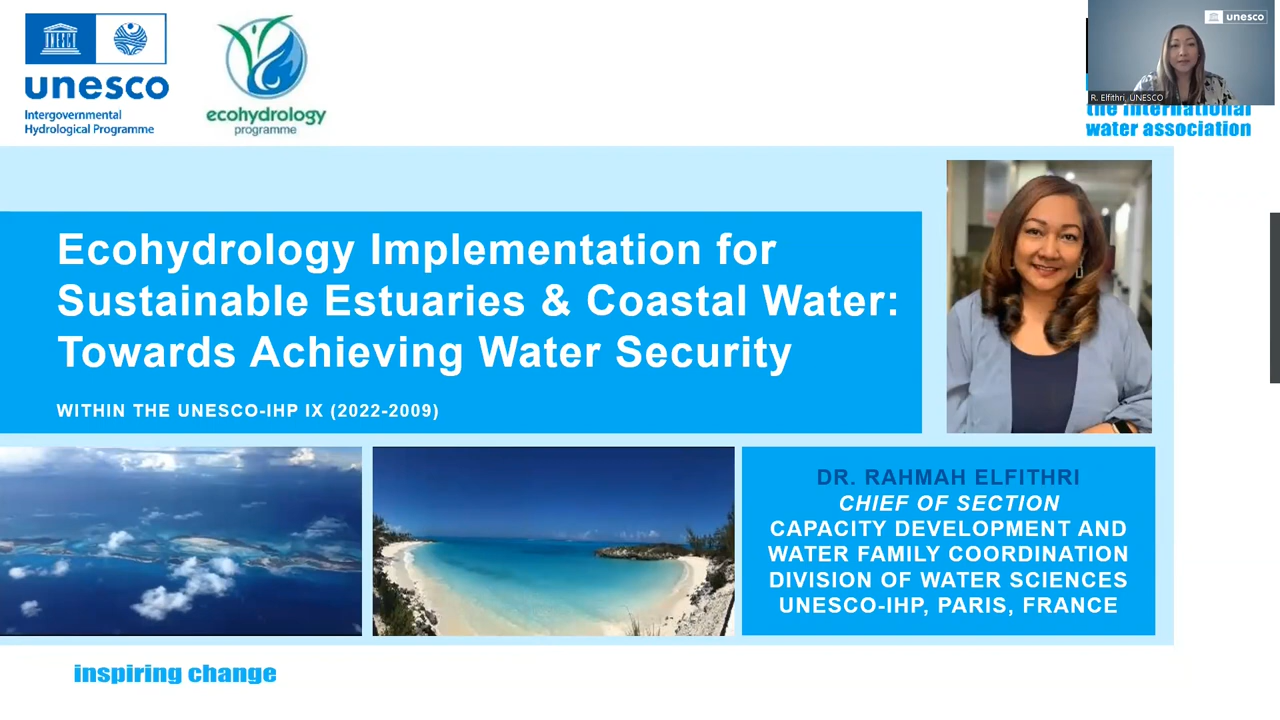 unesco
Intergovernmental
Hydrological Programme
ecohydrology
programme
unesco
R. Elfithri, UNESCO
the international
water association
Ecohydrology Implementation for
Sustainable Estuaries & Coastal Water:
Towards Achieving Water Security
WITHIN THE UNESCO-IHP IX (2022-2009)
DR. RAHMAH ELFITHRI
CHIEF OF SECTION
CAPACITY DEVELOPMENT AND
WATER FAMILY COORDINATION
DIVISION OF WATER SCIENCES
UNESCO-IHP, PARIS, FRANCE
inspiring change